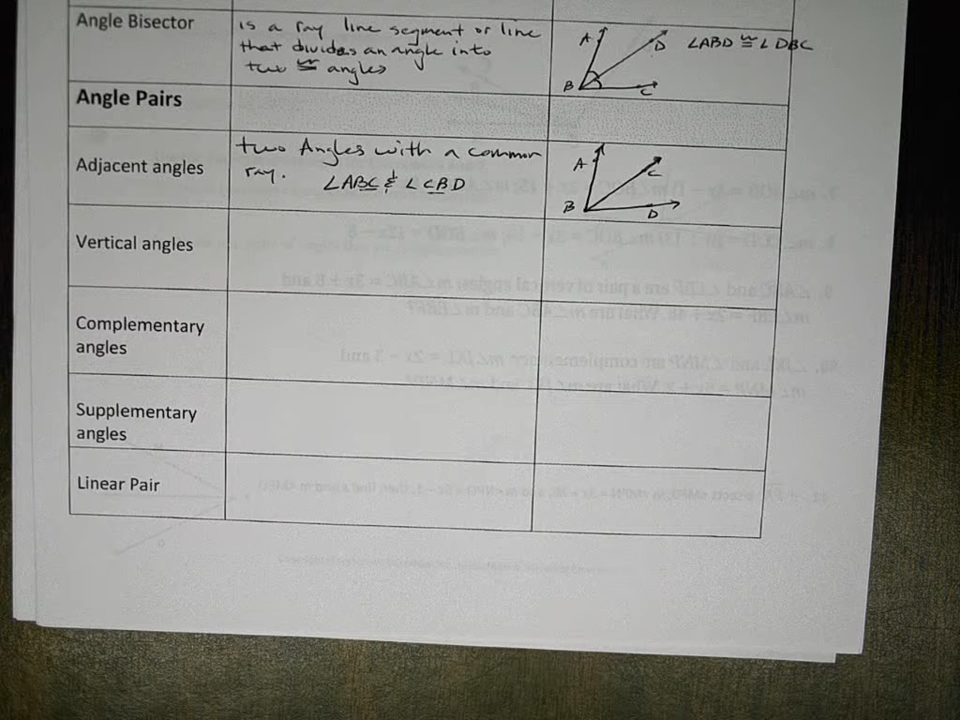 Angle Bisector
is a ray line segment or line
that divides an angle into
two ≅ angles
A
D
B
C
∠ABD ≅ ∠DBC
Angle Pairs
Adjacent angles
two Angles with a common
ray. ∠ABC & ∠CBD
A
C
B
D
Vertical angles
Complementary
angles
Supplementary
angles
Linear Pair